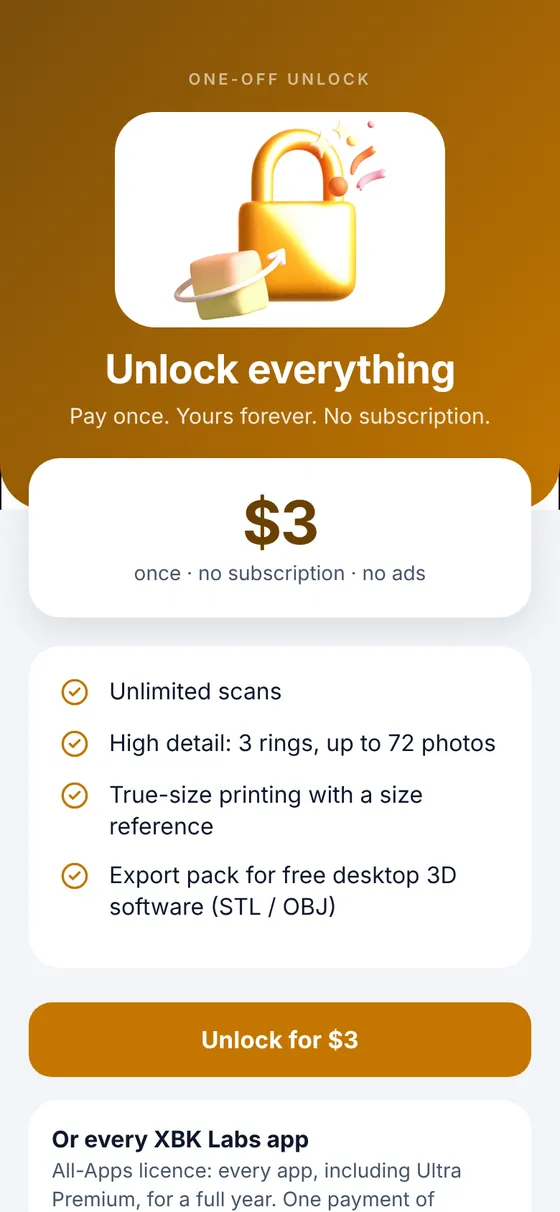 ONE-OFF UNLOCK
Unlock everything
Pay once. Yours forever. No subscription.
$3
once · no subscription · no ads
Unlimited scans
High detail: 3 rings, up to 72 photos
True-size printing with a size
reference
Export pack for free desktop 3D
software (STL / OBJ)
Unlock for $3
Or every XBK Labs app
All-Apps licence: every app, including Ultra
Premium, for a full year. One payment of